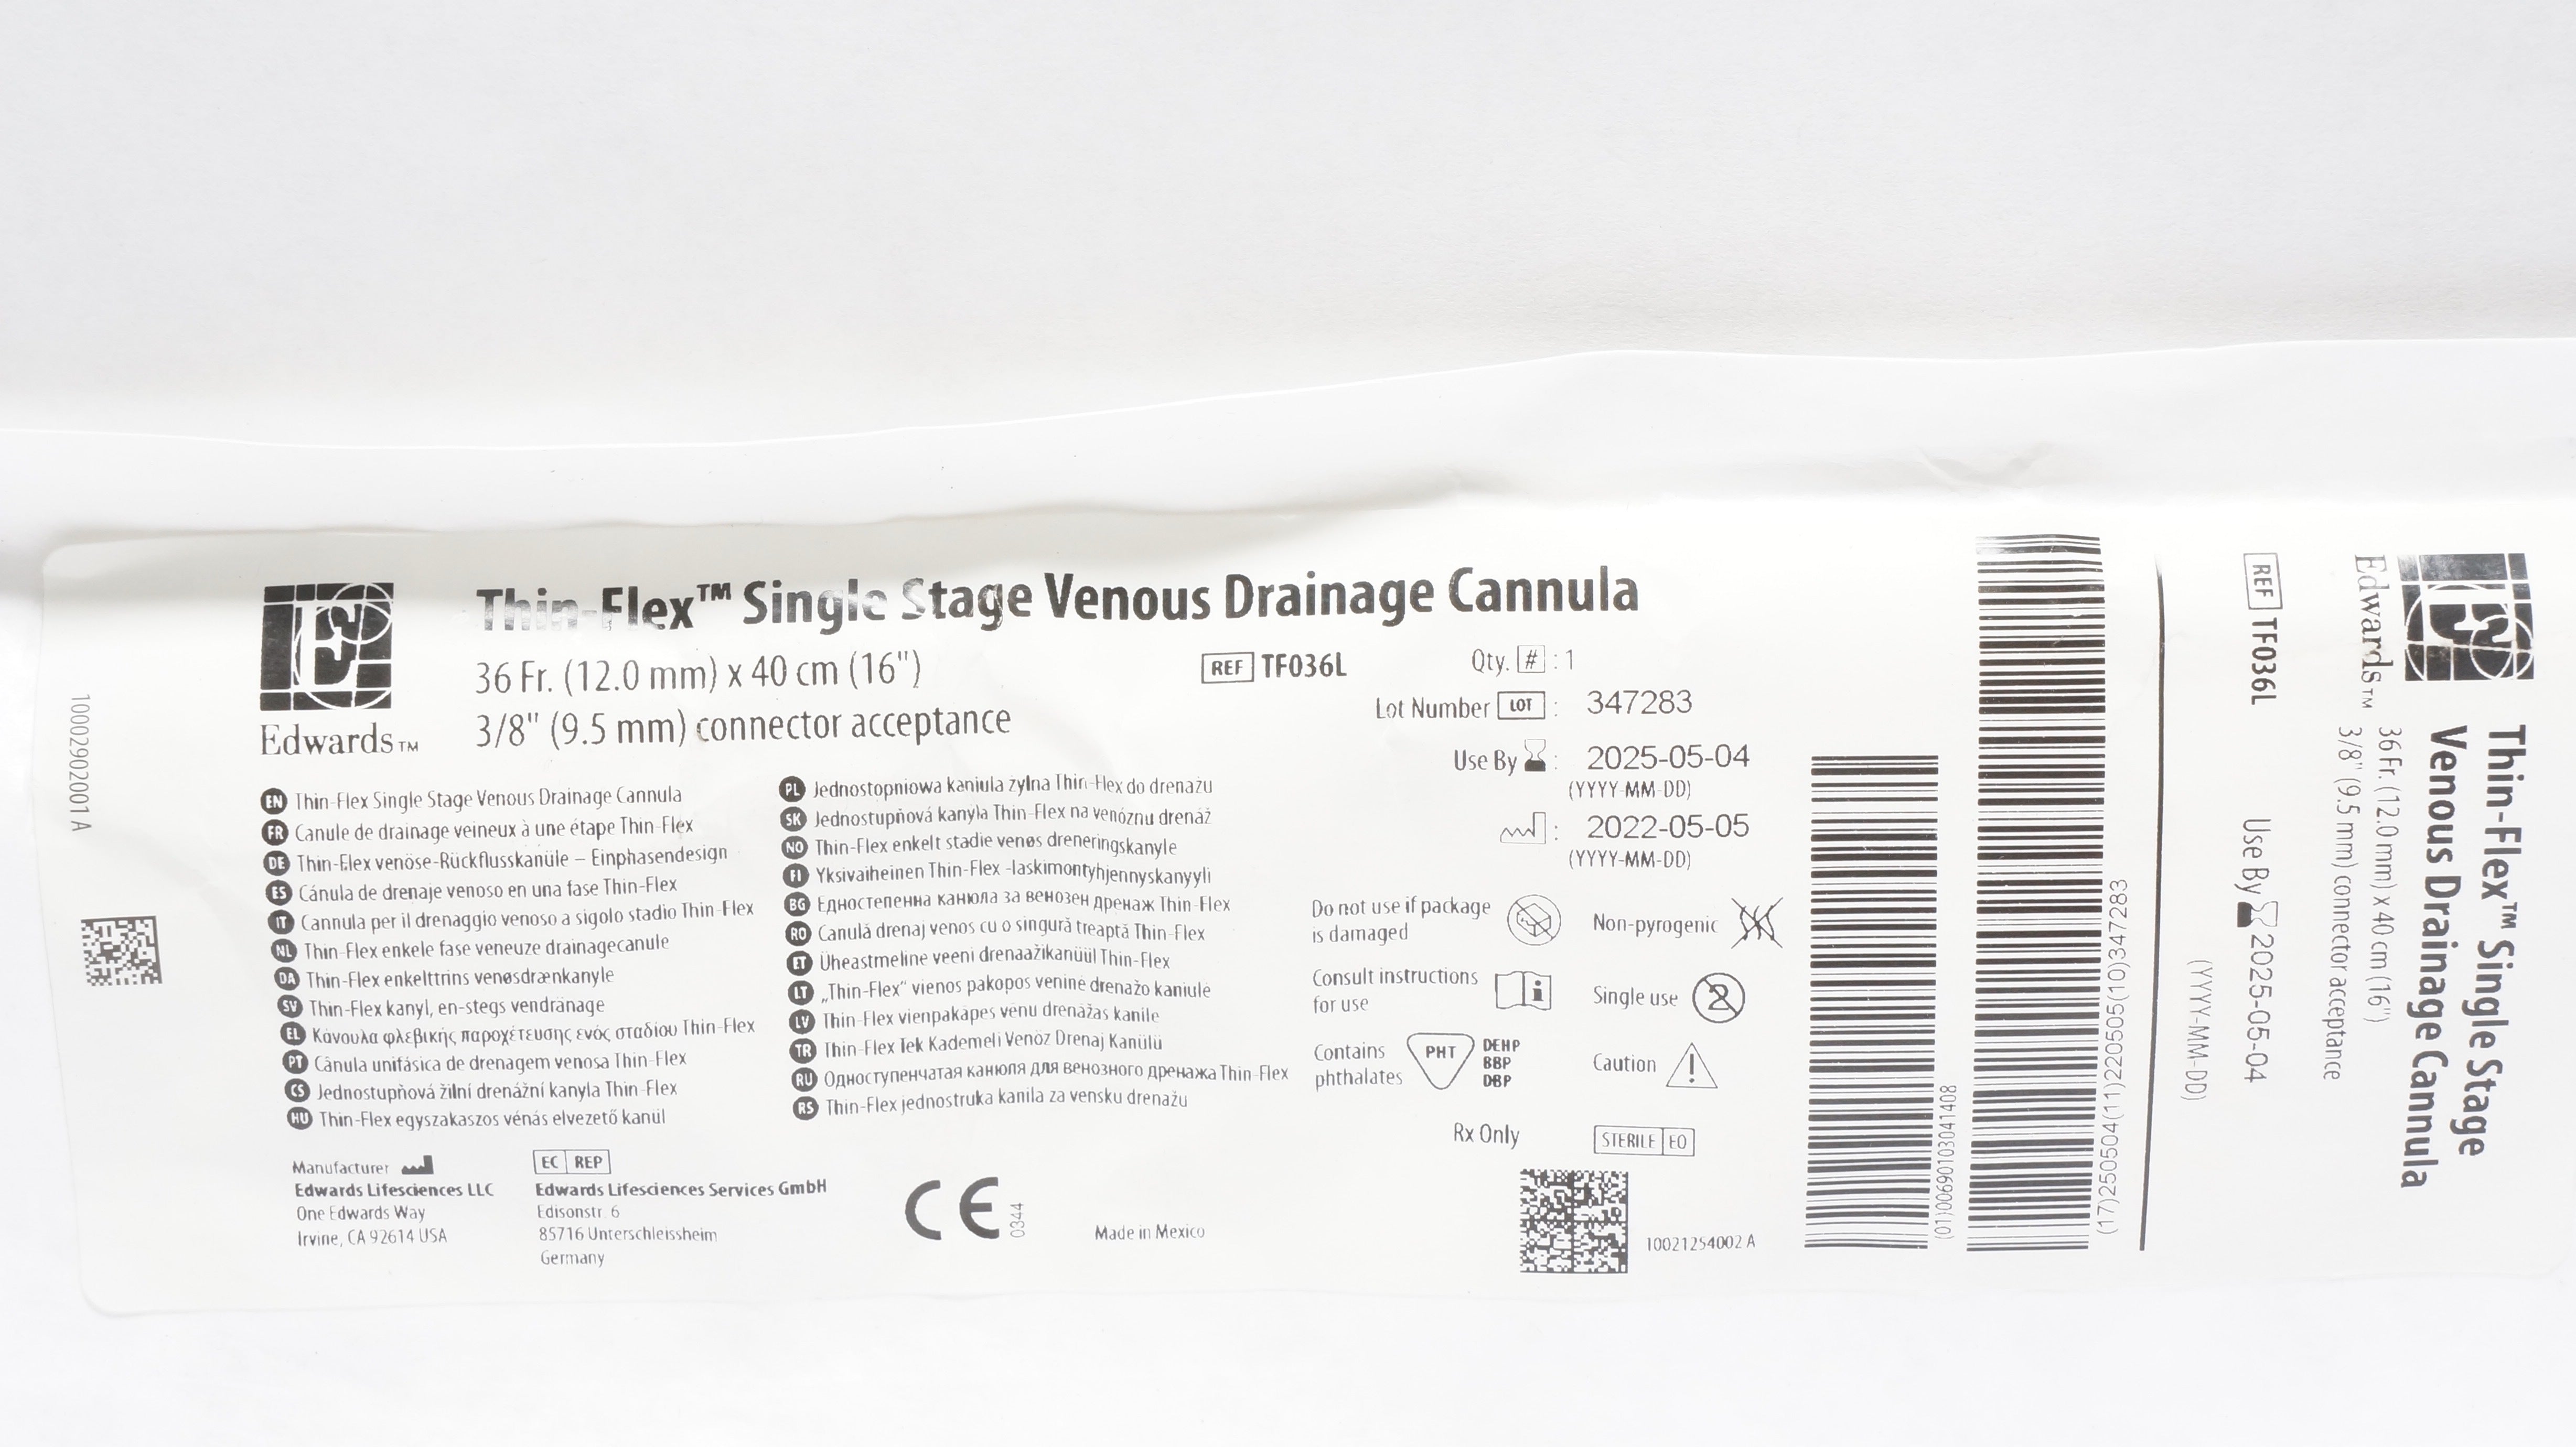 Thin-Flex™ Single Stage Venous Drainage Cannula
36 Fr. (12.0 mm) x 40 cm (16")
3/8" (9.5 mm) connector acceptance
Edwards™
REF TF036L
Qty. # : 1
Lot Number LOT : 347283
Use By : 2025-05-04
(YYYY-MM-DD)
: 2022-05-05
(YYYY-MM-DD)
10002902001 A
EN Thin-Flex Single Stage Venous Drainage Cannula
FR Canule de drainage veineux à une étape Thin-Flex
DE Thin-Flex venöse-Rückflusskanüle – Einphasendesign
ES Cánula de drenaje venoso en una fase Thin-Flex
IT Cannula per il drenaggio venoso a sigolo stadio Thin-Flex
NL Thin-Flex enkele fase veneuze drainagecanule
DA Thin-Flex enkelttrins venøsdrænkanyle
SV Thin-Flex kanyl, en-stegs vendränage
EL Κάνουλα φλεβικής παροχέτευσης ενός σταδίου Thin-Flex
PT Cânula unifásica de drenagem venosa Thin-Flex
CS Jednostupňová žilní drenážní kanyla Thin-Flex
HU Thin-Flex egyszakaszos vénás elvezető kanül
PL Jednostopniowa kaniula żylna Thin-Flex do drenażu
SK Jednostupňová kanyla Thin-Flex na venóznu drenáž
NO Thin-Flex enkelt stadie venøs dreneringskanyle
FI Yksivaiheinen Thin-Flex -laskimontyhjennyskanyyli
BG Едностепенна канюла за венозен дренаж Thin-Flex
RO Canulă drenaj venos cu o singură treaptă Thin-Flex
ET Üheastmeline veeni drenaažikanüül Thin-Flex
LT „Thin-Flex“ vienos pakopos veninė drenažo kaniulė
LV Thin-Flex vienpakāpes vēnu drenāžas kanile
TR Thin-Flex Tek Kademeli Venöz Drenaj Kanülü
RU Одноступенчатая канюля для венозного дренажа Thin-Flex
RS Thin-Flex jednostruka kanila za vensku drenažu
Do not use if package
is damaged
Non-pyrogenic
Consult instructions
for use
Single use
2
Contains
phthalates
PHT
DEHP
BBP
DBP
Caution
Rx Only
STERILE EO
10021254002 A
Manufacturer
Edwards Lifesciences LLC
One Edwards Way
Irvine, CA 92614 USA
EC REP
Edwards Lifesciences Services GmbH
Edisonstr. 6
85716 Unterschleissheim
Germany
CE 0344
Made in Mexico
(01)00690103041408
(17)250504(11)220505(10)347283
Edwards™
Thin-Flex™ Single Stage
Venous Drainage Cannula
36 Fr. (12.0 mm) x 40 cm (16")
3/8" (9.5 mm) connector acceptance
REF TF036L
Use By 2025-05-04
(YYYY-MM-DD)